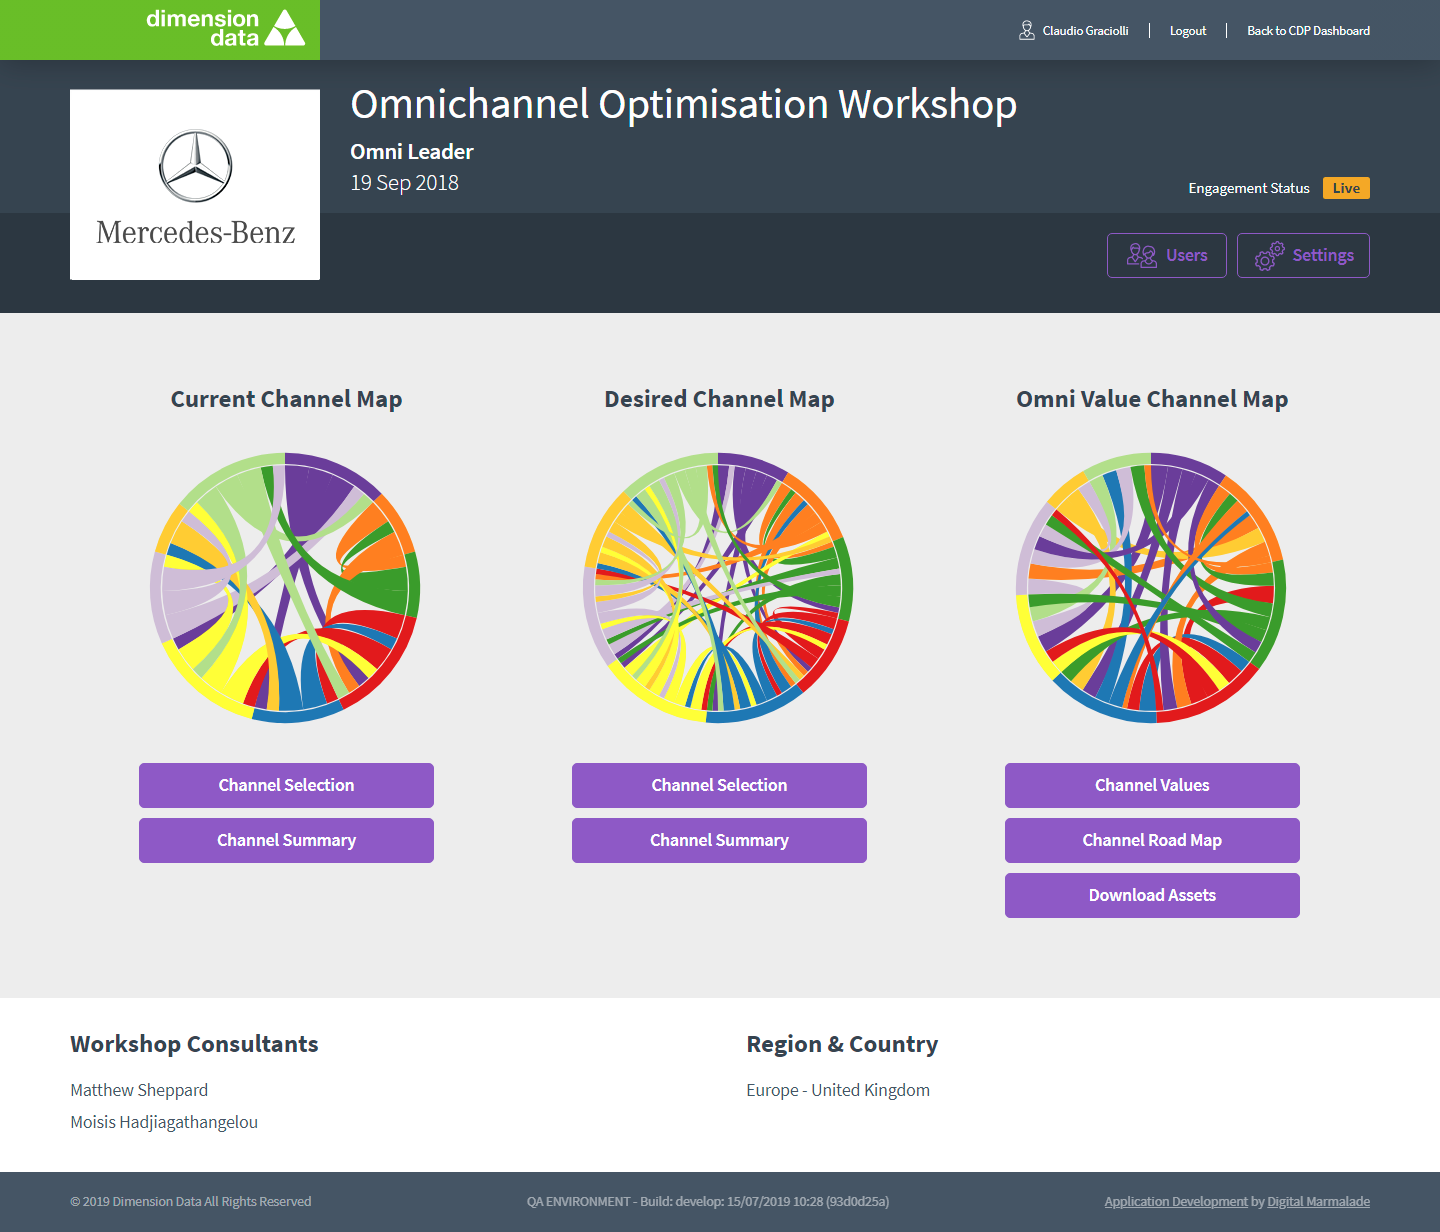 dimension
data
Claudio Graciolli
Logout
Back to CDP Dashboard
Omnichannel Optimisation Workshop
Omni Leader
19 Sep 2018
Mercedes-Benz
Engagement Status
Live
Users
Settings
Current Channel Map
Desired Channel Map
Omni Value Channel Map
Channel Selection
Channel Summary
Channel Selection
Channel Summary
Channel Values
Channel Road Map
Download Assets
Workshop Consultants
Matthew Sheppard
Moisis Hadjiagathangelou
Region & Country
Europe - United Kingdom
© 2019 Dimension Data All Rights Reserved
QA ENVIRONMENT - Build: develop: 15/07/2019 10:28 (93d0d25a)
Application Development by Digital Marmalade